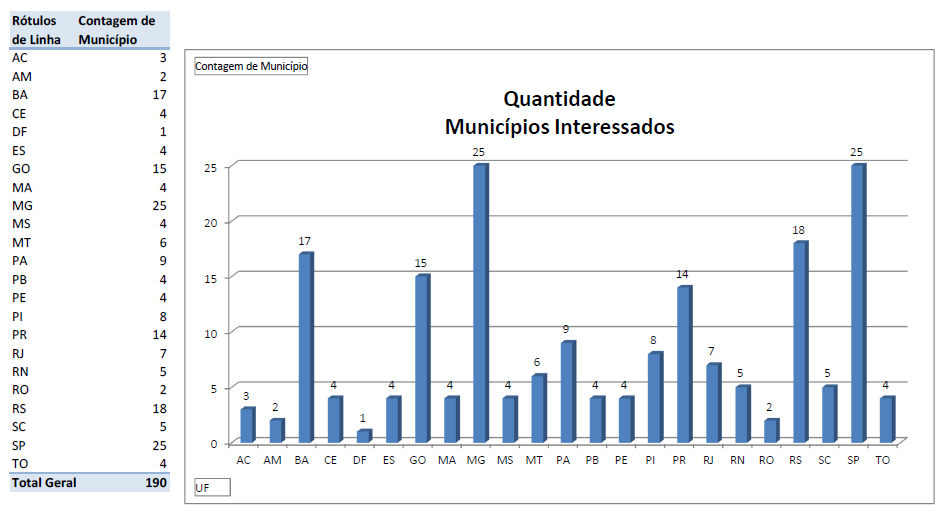 Rótulos Contagem de
de Linha Município
AC 3
AM 2
BA 17
CE 4
DF 1
ES 4
GO 15
MA 4
MG 25
MS 4
MT 6
PA 9
PB 4
PE 4
PI 8
PR 14
RJ 7
RN 5
RO 2
RS 18
SC 5
SP 25
TO 4
Total Geral 190
Contagem de Município
Quantidade
Municípios Interessados
25
20
15
10
5
0
3 2 17 4 1 4 15 4 25 4 6 9 4 4 8 14 7 5 2 18 5 25 4
AC AM BA CE DF ES GO MA MG MS MT PA PB PE PI PR RJ RN RO RS SC SP TO
UF